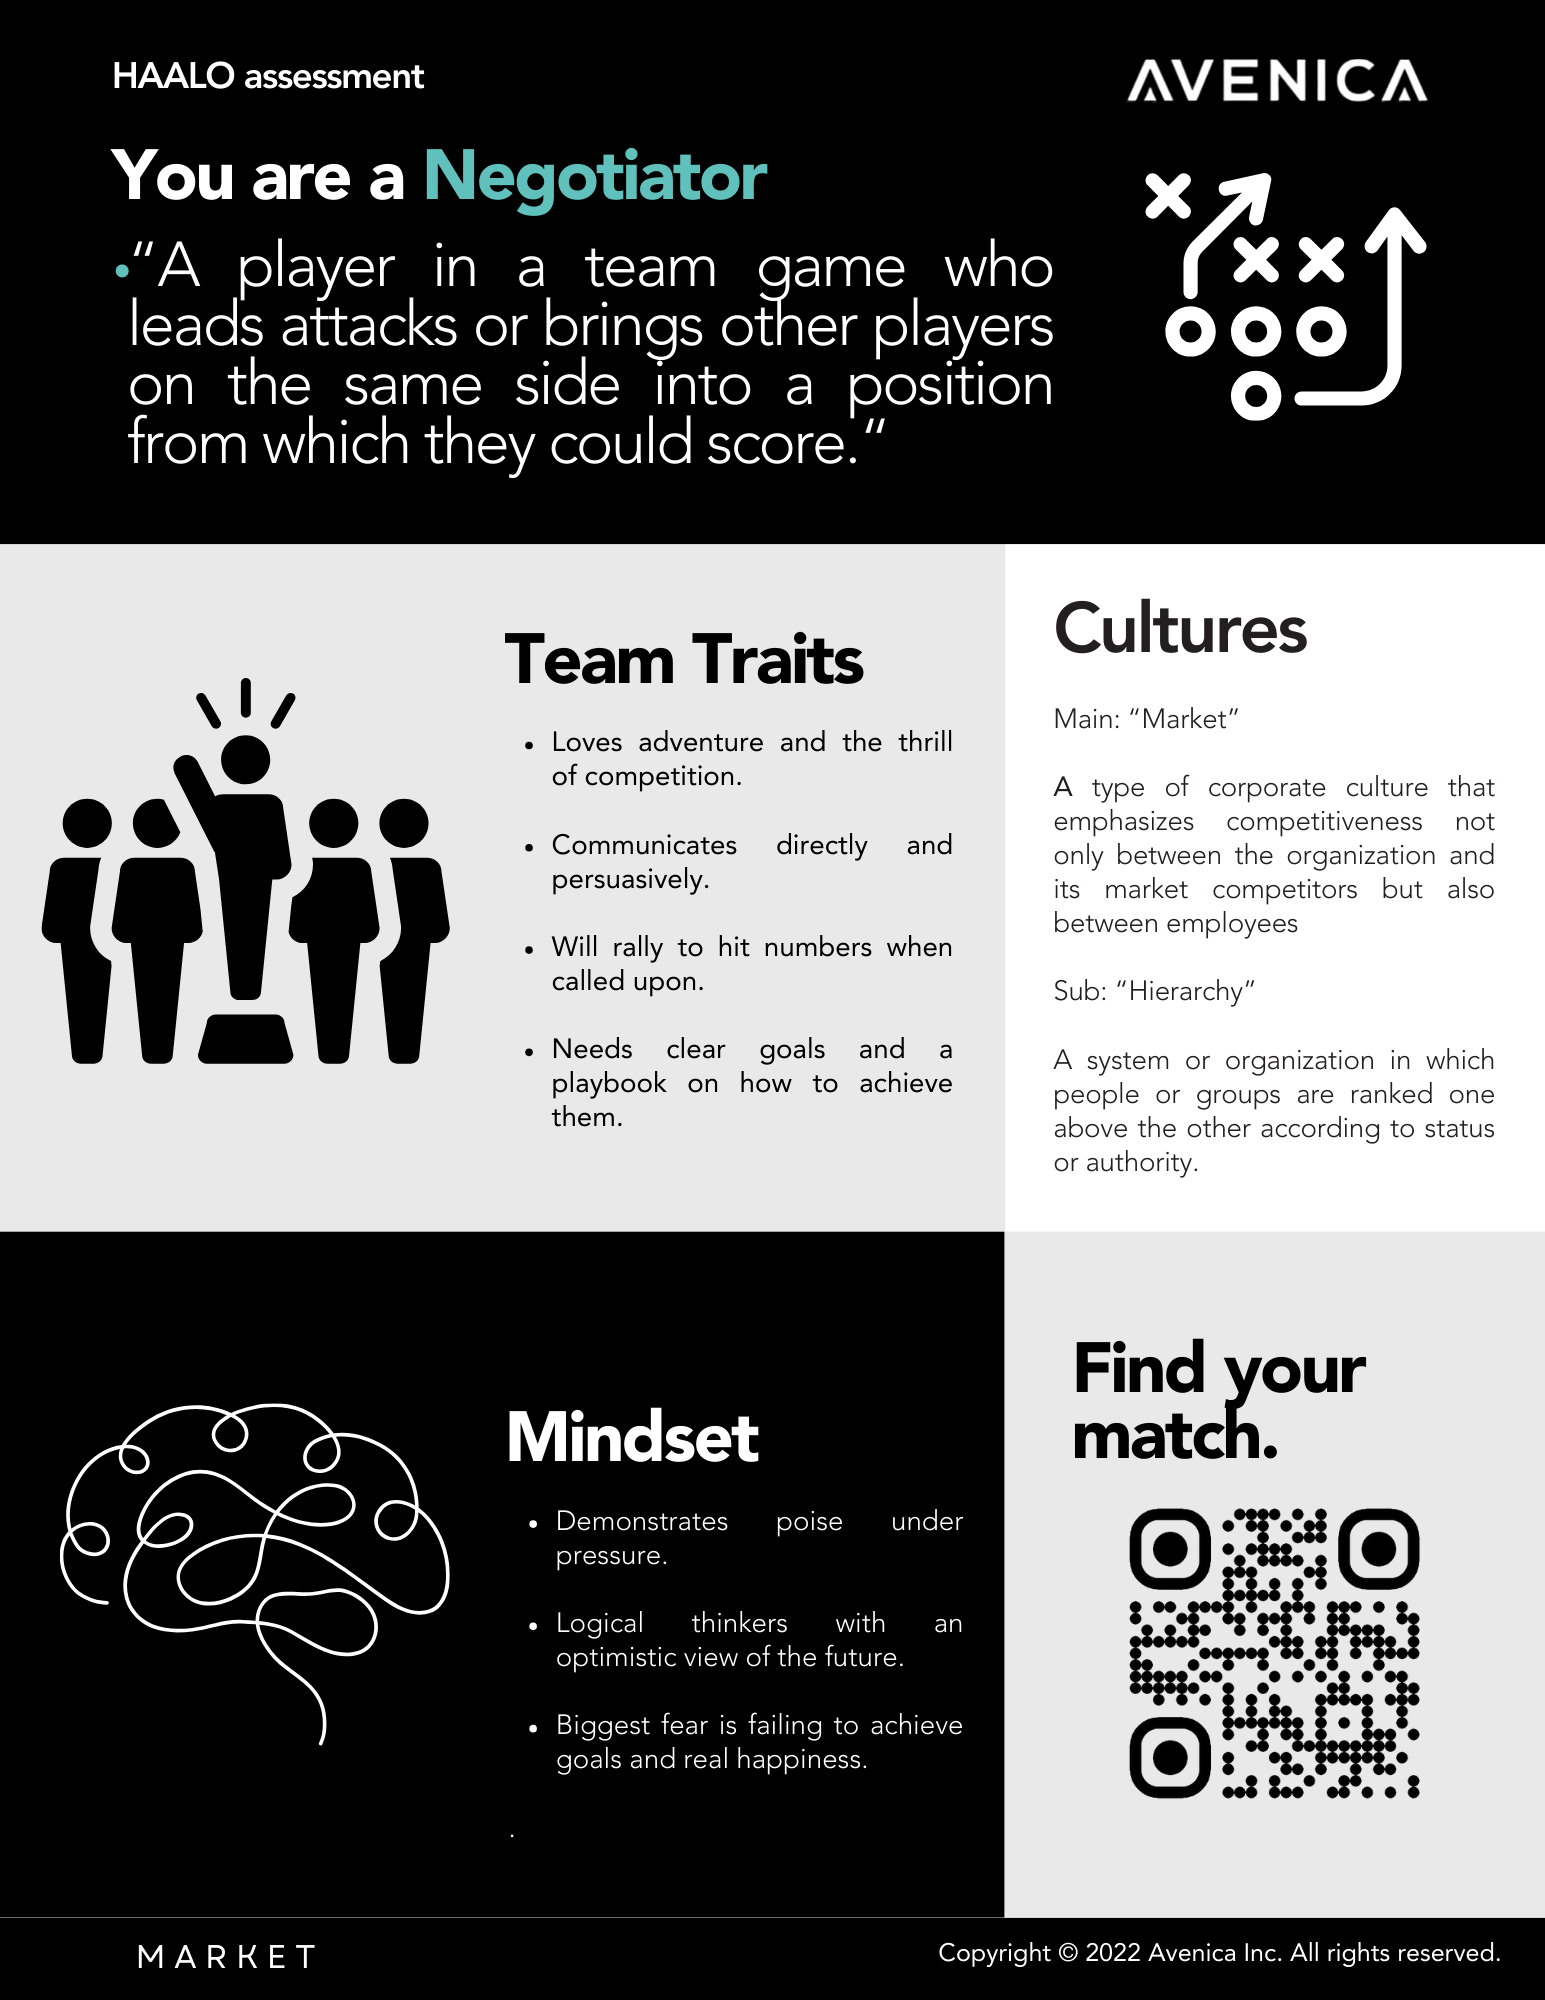 HAALO assessment
AVENICA
You are a Negotiator
•“A player in a team game who
leads attacks or brings other players
on the same side into a position
from which they could score.“
Team Traits
• Loves adventure and the thrill
of competition.
• Communicates directly and
persuasively.
• Will rally to hit numbers when
called upon.
• Needs clear goals and a
playbook on how to achieve
them.
Cultures
Main: “Market”
A type of corporate culture that
emphasizes competitiveness not
only between the organization and
its market competitors but also
between employees
Sub: “Hierarchy”
A system or organization in which
people or groups are ranked one
above the other according to status
or authority.
Mindset
• Demonstrates poise under
pressure.
• Logical thinkers with an
optimistic view of the future.
• Biggest fear is failing to achieve
goals and real happiness.
.
Find your
match.
MARKET
Copyright © 2022 Avenica Inc. All rights reserved.